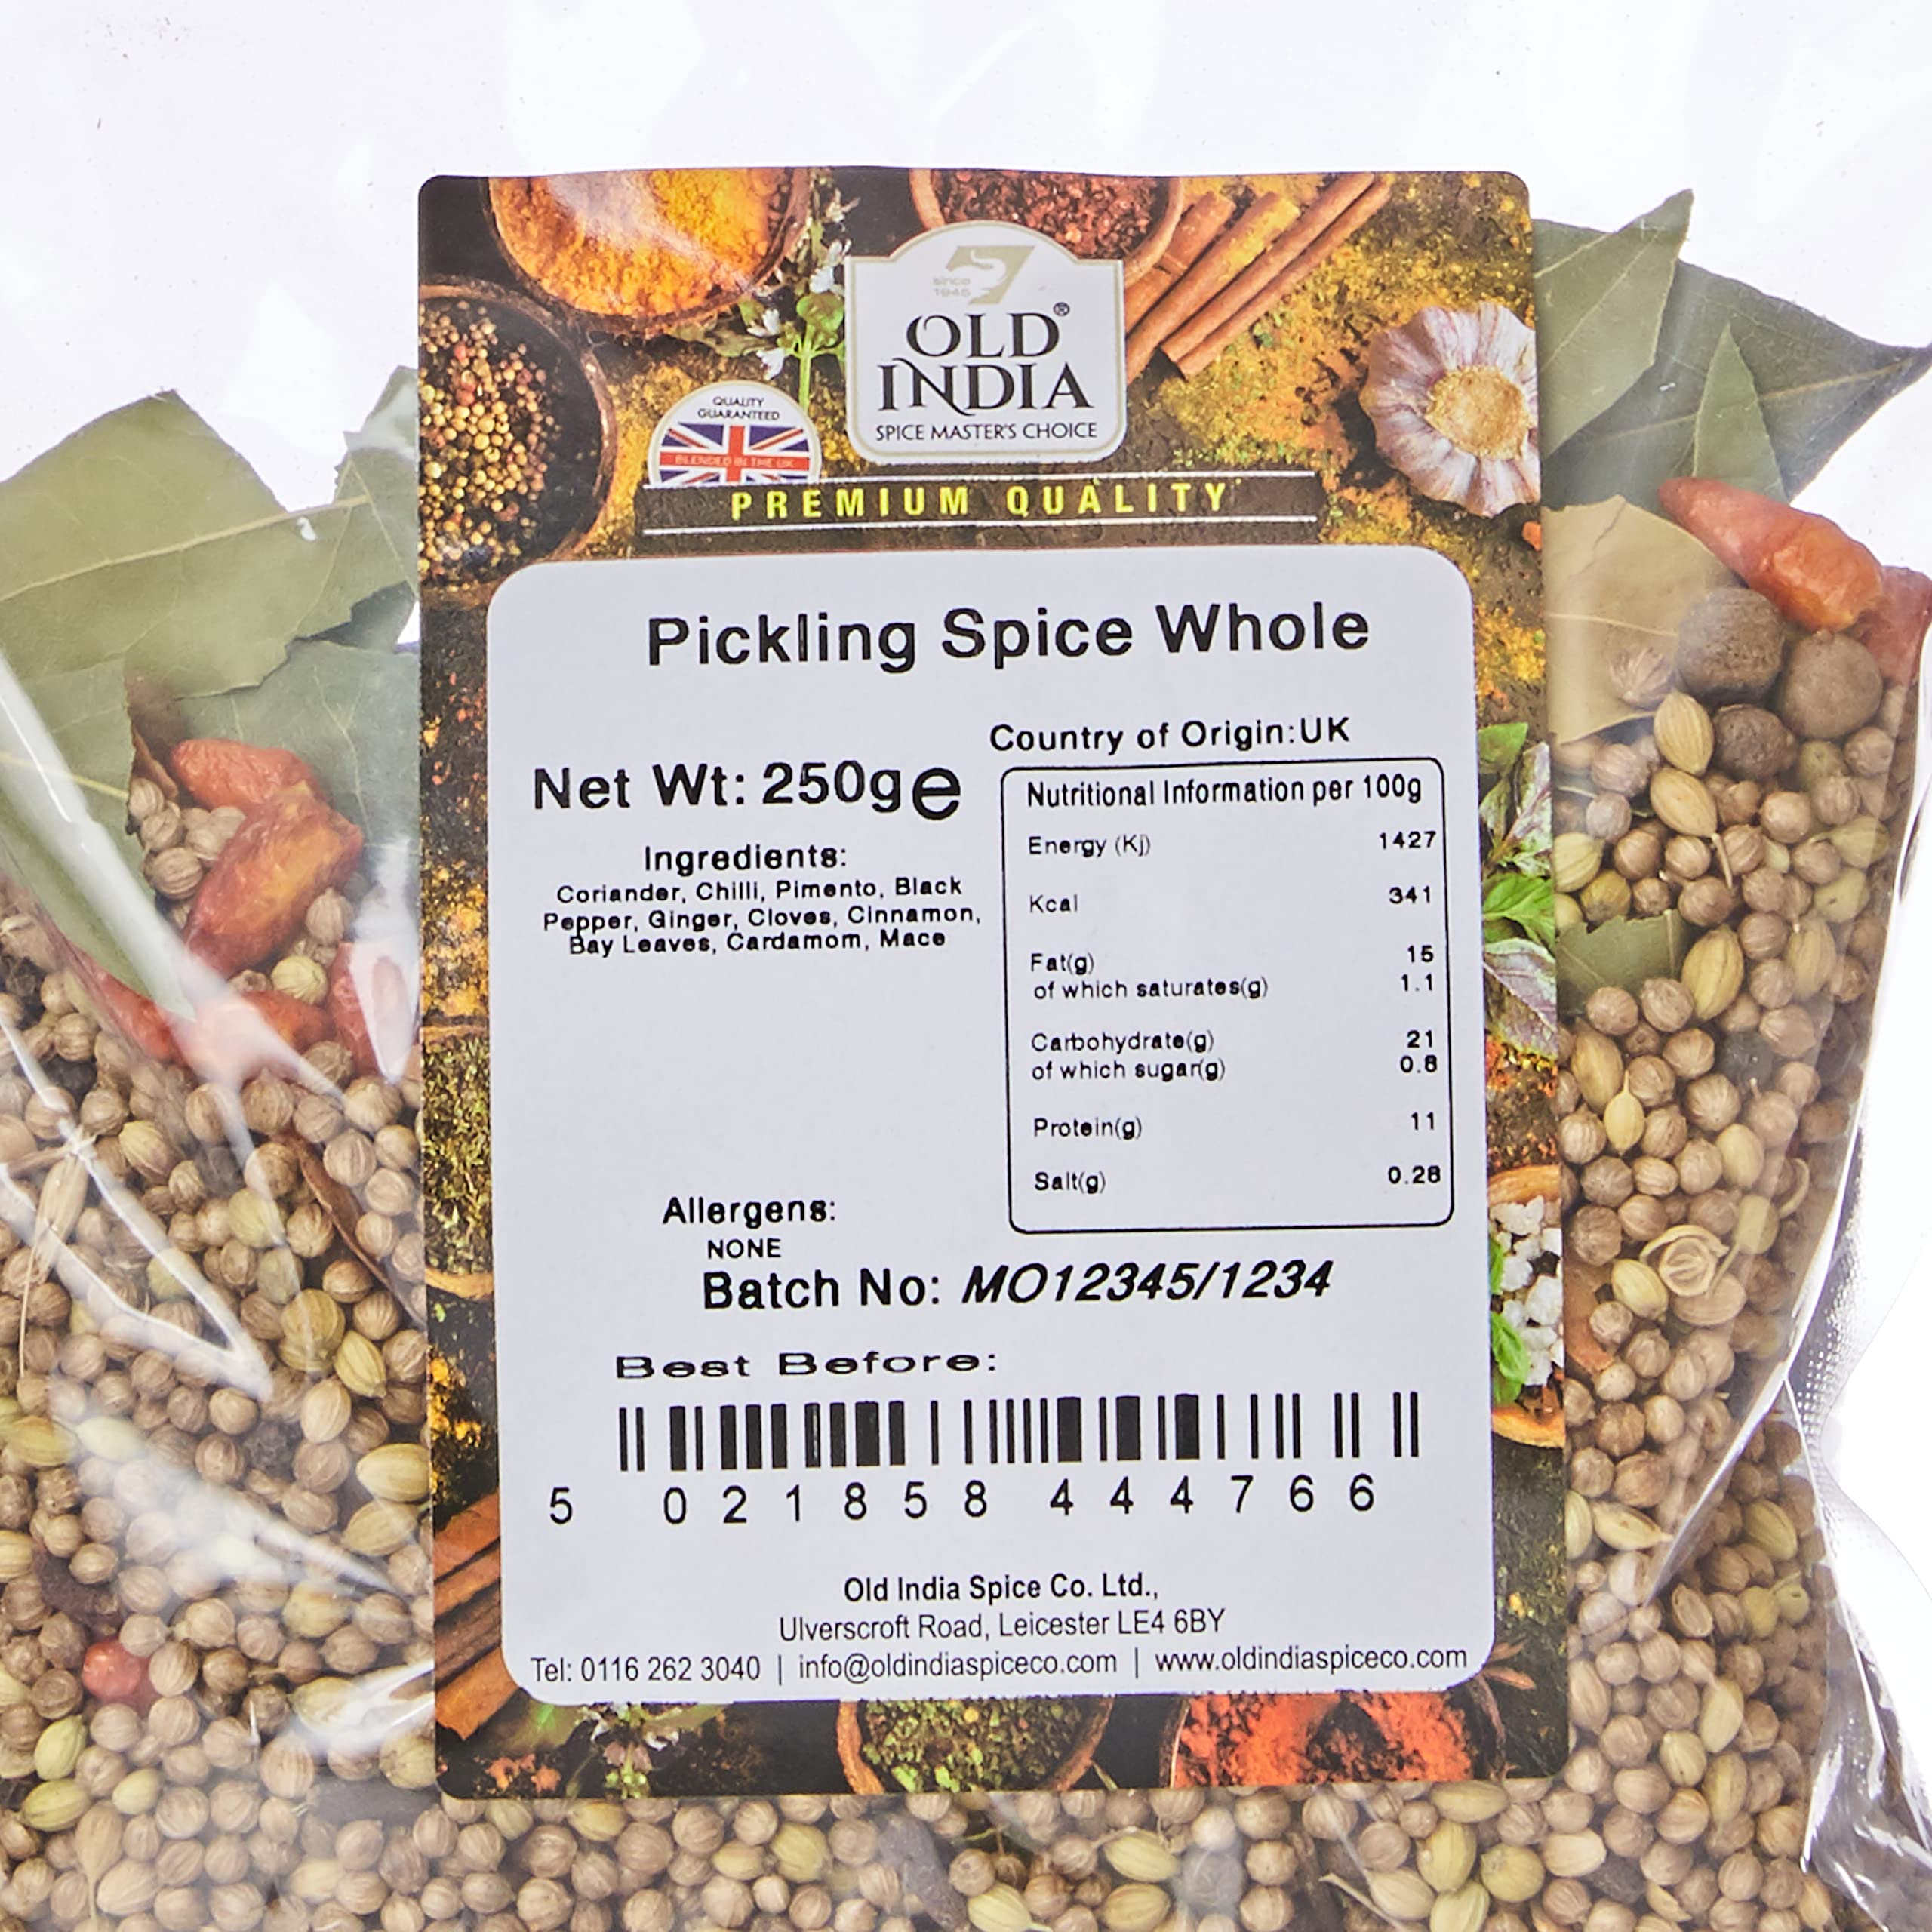 since
1945
OLD®
INDIA
SPICE MASTER'S CHOICE
QUALITY
GUARANTEED
BLENDED IN THE UK
PREMIUM QUALITY
Pickling Spice Whole
Country of Origin:UK
Net Wt: 250g e
Ingredients:
Coriander, Chilli, Pimento, Black
Pepper, Ginger, Cloves, Cinnamon,
Bay Leaves, Cardamom, Mace
Nutritional Information per 100g
Energy (Kj) 1427
Kcal 341
Fat(g) 15
of which saturates(g) 1.1
Carbohydrate(g) 21
of which sugar(g) 0.8
Protein(g) 11
Salt(g) 0.28
Allergens:
NONE
Batch No: MO12345/1234
Best Before:
5 021858 444766
Old India Spice Co. Ltd.,
Ulverscroft Road, Leicester LE4 6BY
Tel: 0116 262 3040 | info@oldindiaspiceco.com | www.oldindiaspiceco.com